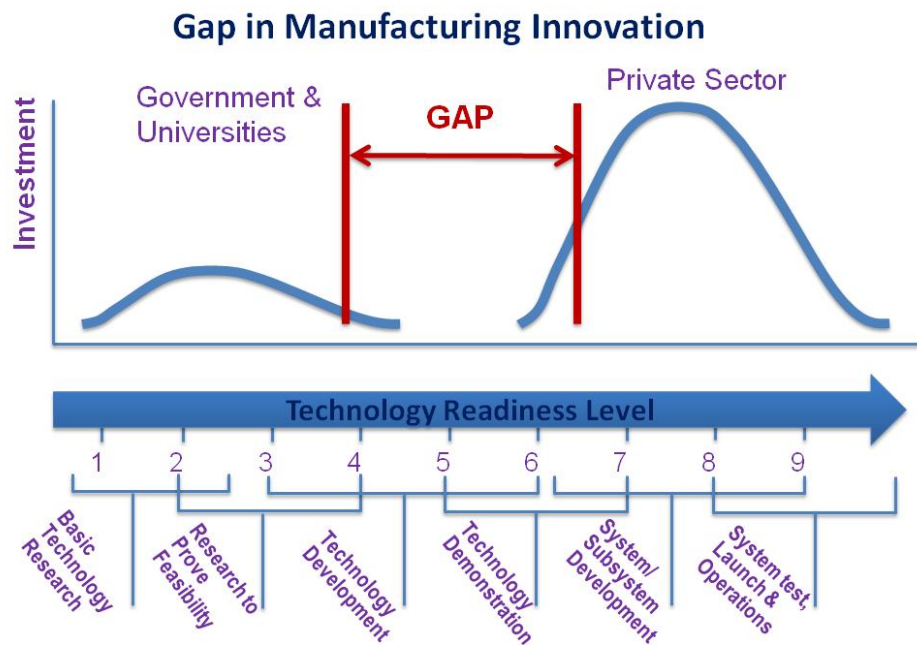 Gap in Manufacturing Innovation
Government &
Universities
GAP
Private Sector
Investment
Technology Readiness Level
1 2 3 4 5 6 7 8 9
Basic
Technology
Research
Research to
Prove
Feasibility
Technology
Development
Technology
Demonstration
System/
Subsystem
Development
System test,
Launch &
Operations